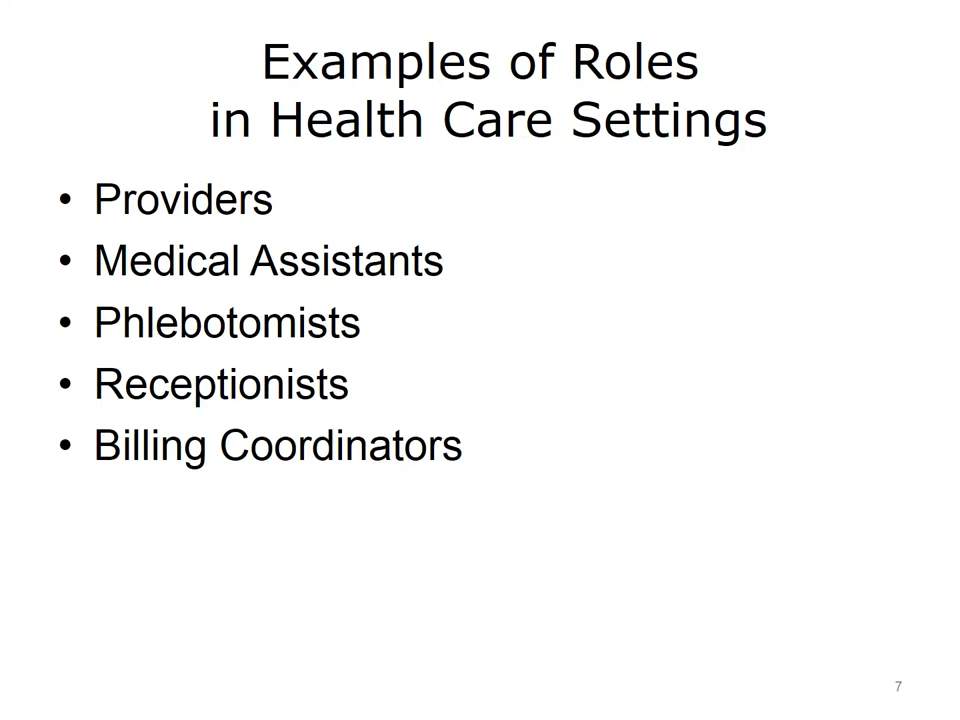 Examples of Roles
in Health Care Settings
• Providers
• Medical Assistants
• Phlebotomists
• Receptionists
• Billing Coordinators
7